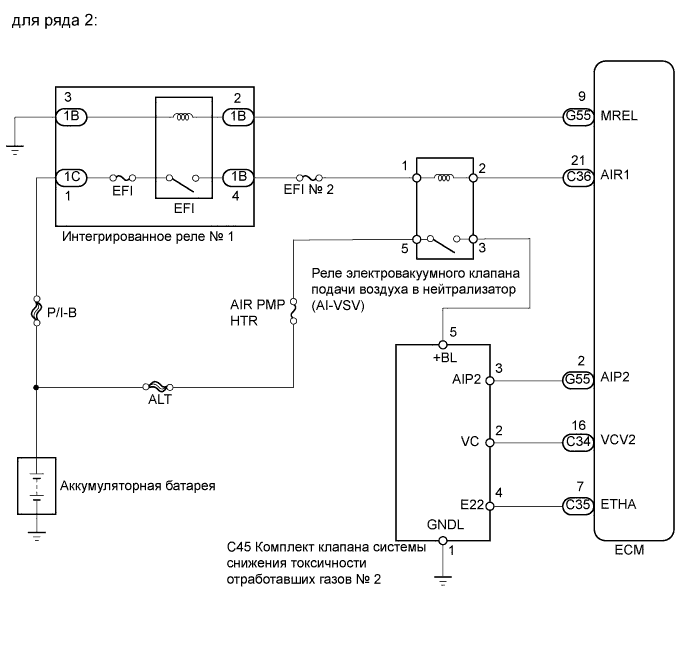 для ряда 2:
3
1B
2
1B
9
G55
MREL
1C
1
EFI
EFI
1B
4
EFI № 2
1
2
21
C36
AIR1
5
3
Интегрированное реле № 1
Реле электровакуумного клапана
подачи воздуха в нейтрализатор
(AI-VSV)
P/I-B
AIR PMP
HTR
ALT
5
+BL
AIP2
3
2
G55
AIP2
VC
2
16
C34
VCV2
E22
4
7
C35
ETHA
GNDL
1
Аккумуляторная батарея
C45 Комплект клапана системы
снижения токсичности
отработавших газов № 2
ECM